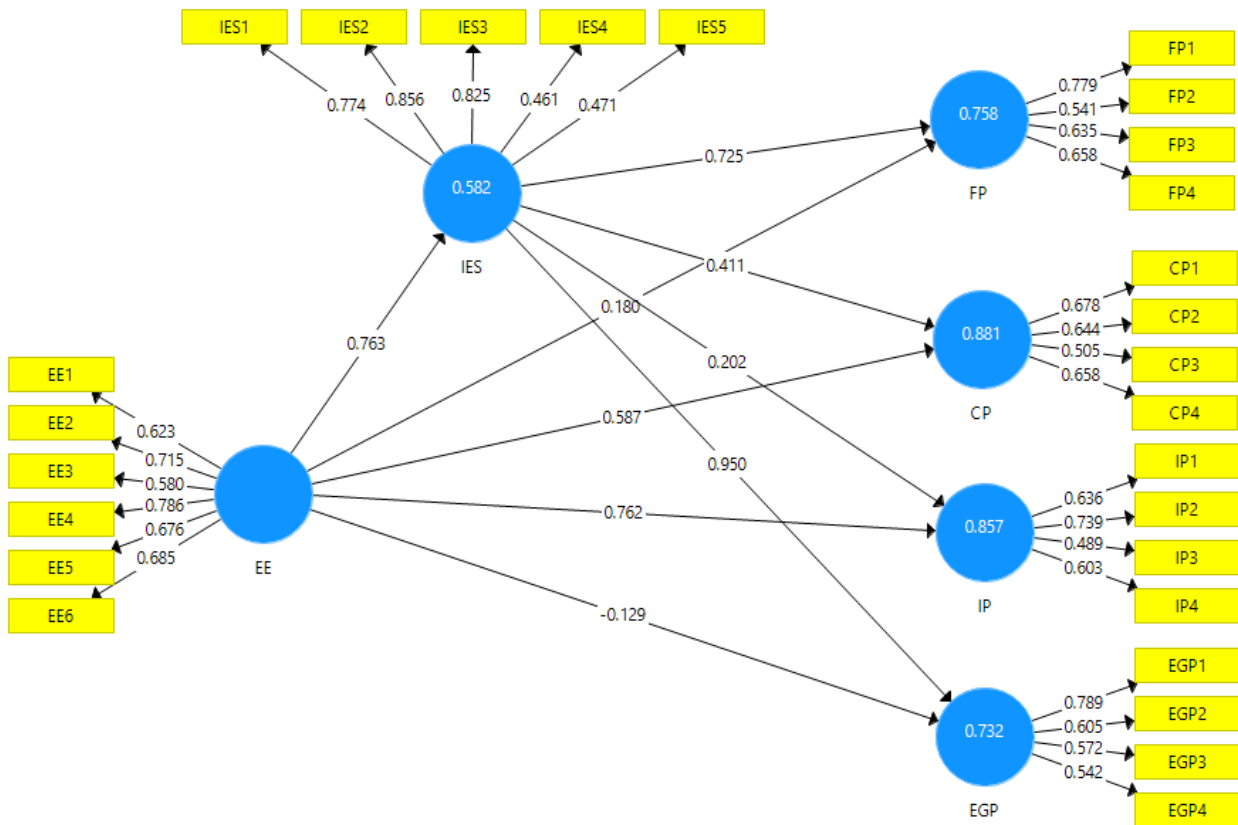 IES1 IES2 IES3 IES4 IES5
0.774 0.856 0.825 0.461 0.471
0.582
IES
FP1
FP2
FP3
FP4
0.779
0.541
0.635
0.658
0.758
FP
0.725
0.411
0.180
0.763
0.202
0.587
0.950
0.762
-0.129
CP1
CP2
CP3
CP4
0.678
0.644
0.505
0.658
0.881
CP
EE1
EE2
EE3
EE4
EE5
EE6
0.623
0.715
0.580
0.786
0.676
0.685
EE
IP1
IP2
IP3
IP4
0.636
0.739
0.489
0.603
0.857
IP
EGP1
EGP2
EGP3
EGP4
0.789
0.605
0.572
0.542
0.732
EGP